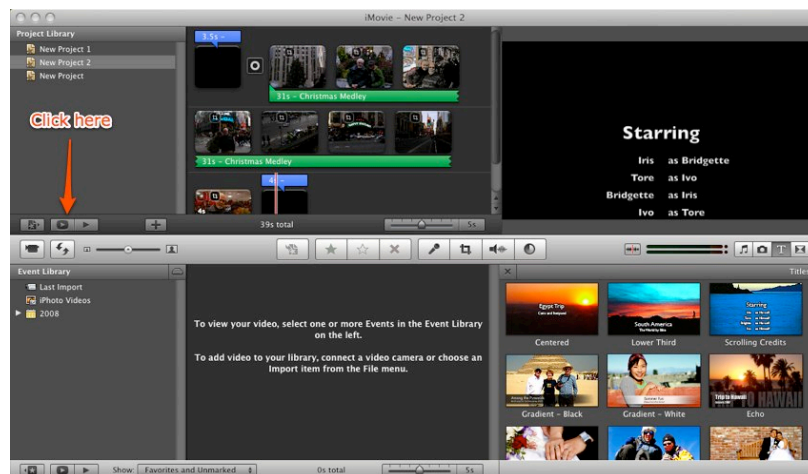 iMovie – New Project 2
Project Library
New Project 1
New Project 2
New Project
Click here
3.5s –
31s – Christmas Medley
31s – Christmas Medley
4s –
4s
39s total
5s
Starring
Iris as Bridgette
Tore as Ivo
Bridgette as Iris
Ivo as Tore
Event Library
Last Import
iPhoto Videos
2008
To view your video, select one or more Events in the Event Library
on the left.
To add video to your library, connect a video camera or choose an
Import item from the File menu.
Titles
Egypt Trip
Centered
South America
Lower Third
Starring
Scrolling Credits
Gradient – Black
Gradient – White
Trip to Hawaii
TRIP TO HAWAII
Echo
Show: Favorites and Unmarked
0s total
5s